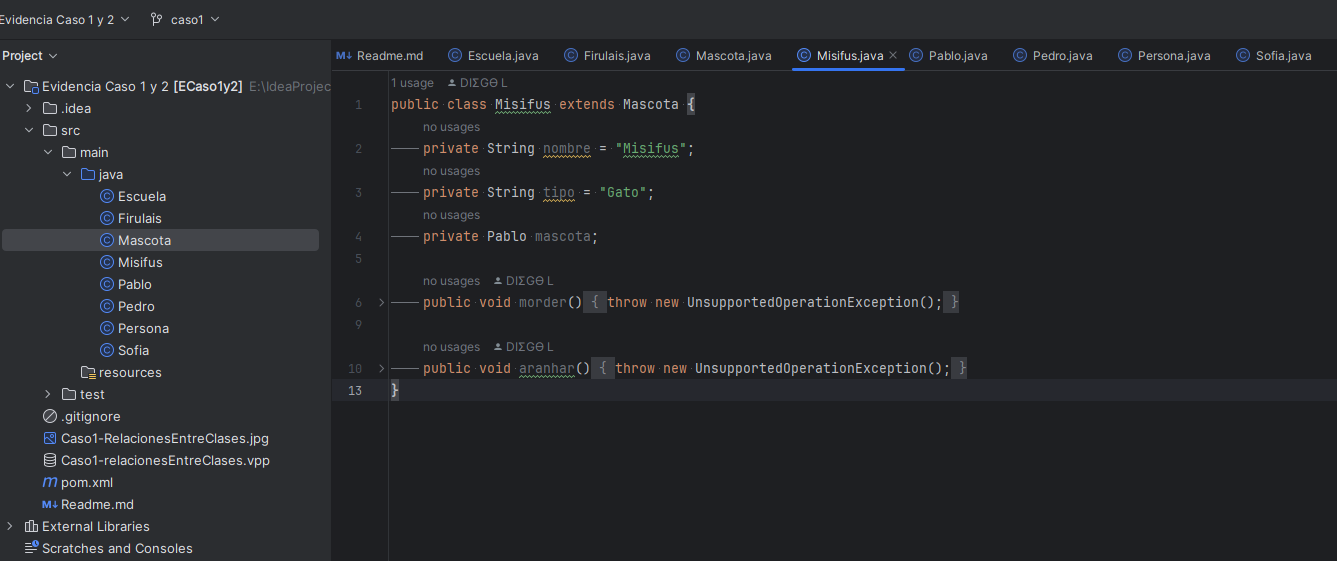 Evidencia Caso 1 y 2 caso1
Project
Readme.md Escuela.java Firulais.java Mascota.java Misifus.java Pablo.java Pedro.java Persona.java Sofia.java
Evidencia Caso 1 y 2 [ECaso1y2] E:\IdeaProjec
.idea
src
main
java
Escuela
Firulais
Mascota
Misifus
Pablo
Pedro
Persona
Sofia
resources
test
.gitignore
Caso1-RelacionesEntreClases.jpg
Caso1-relacionesEntreClases.vpp
pom.xml
Readme.md
External Libraries
Scratches and Consoles
1 usage DIΣGΘ L
1 public class Misifus extends Mascota {
no usages
2 private String nombre = "Misifus";
no usages
3 private String tipo = "Gato";
no usages
4 private Pablo mascota;
5
no usages DIΣGΘ L
6 public void morder() { throw new UnsupportedOperationException(); }
9
no usages DIΣGΘ L
10 public void aranhar() { throw new UnsupportedOperationException(); }
13 }